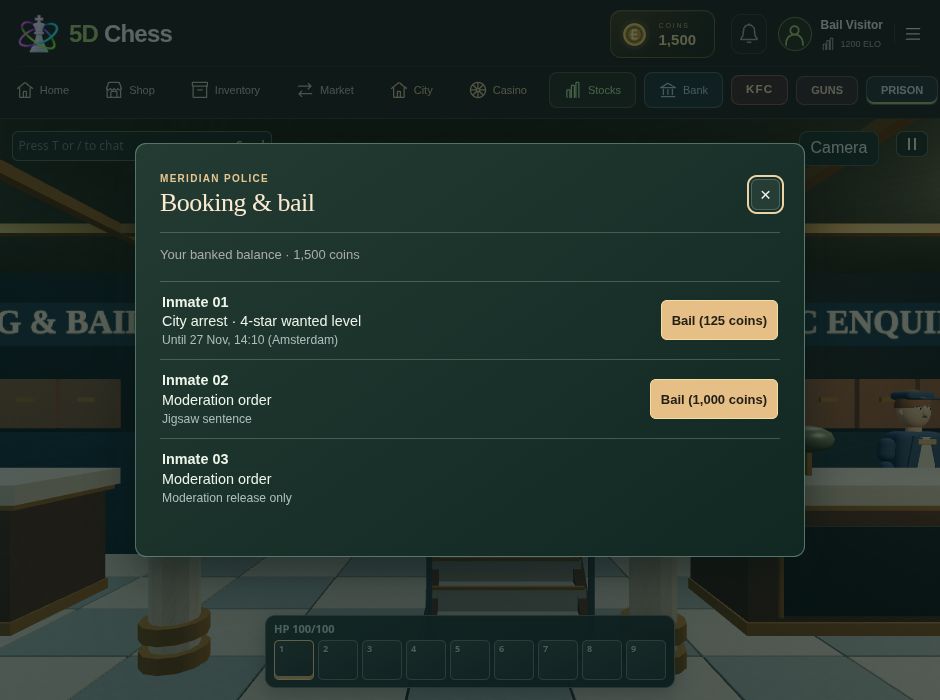 5D Chess
COINS
1,500
Bail Visitor
1200 ELO
Home
Shop
Inventory
Market
City
Casino
Stocks
Bank
KFC
GUNS
PRISON
Press T or / to chat
Camera
MERIDIAN POLICE
Booking & bail
×
Your banked balance · 1,500 coins
Inmate 01
City arrest · 4-star wanted level
Until 27 Nov, 14:10 (Amsterdam)
Bail (125 coins)
Inmate 02
Moderation order
Jigsaw sentence
Bail (1,000 coins)
Inmate 03
Moderation order
Moderation release only
G & BAI
C ENQUI
HP 100/100
1 2 3 4 5 6 7 8 9